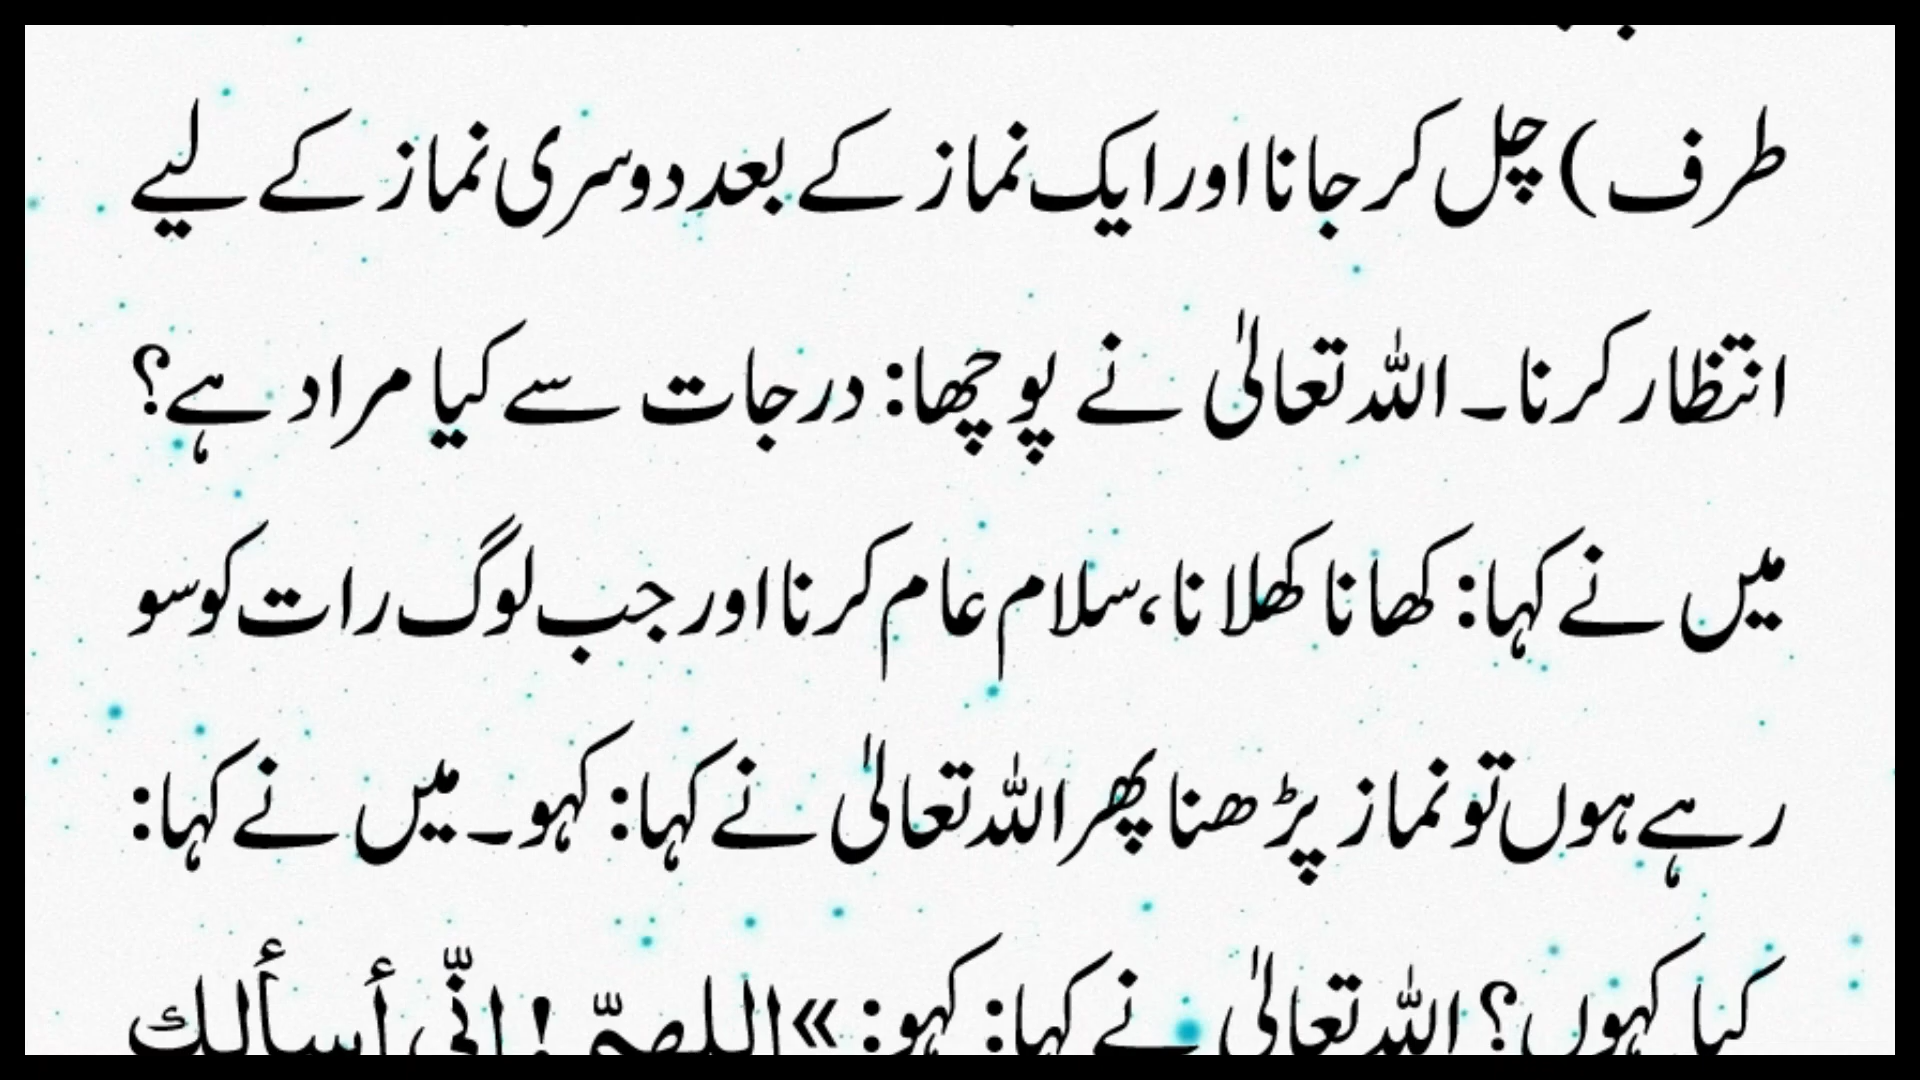 طرف) چل کر جانا اور ایک نماز کے بعد دوسری نماز کے لیے
انتظار کرنا۔ اللہ تعالیٰ نے پوچھا: درجات سے کیا مراد ہے؟
میں نے کہا: کھانا کھلانا، سلام عام کرنا اور جب لوگ رات کو سو
رہے ہوں تو نماز پڑھنا پھر اللہ تعالیٰ نے کہا: کہو۔ میں نے کہا:
کیا کہوں؟ اللہ تعالیٰ نے کہا: کہو: »اللهمّ! إنّي أسألك